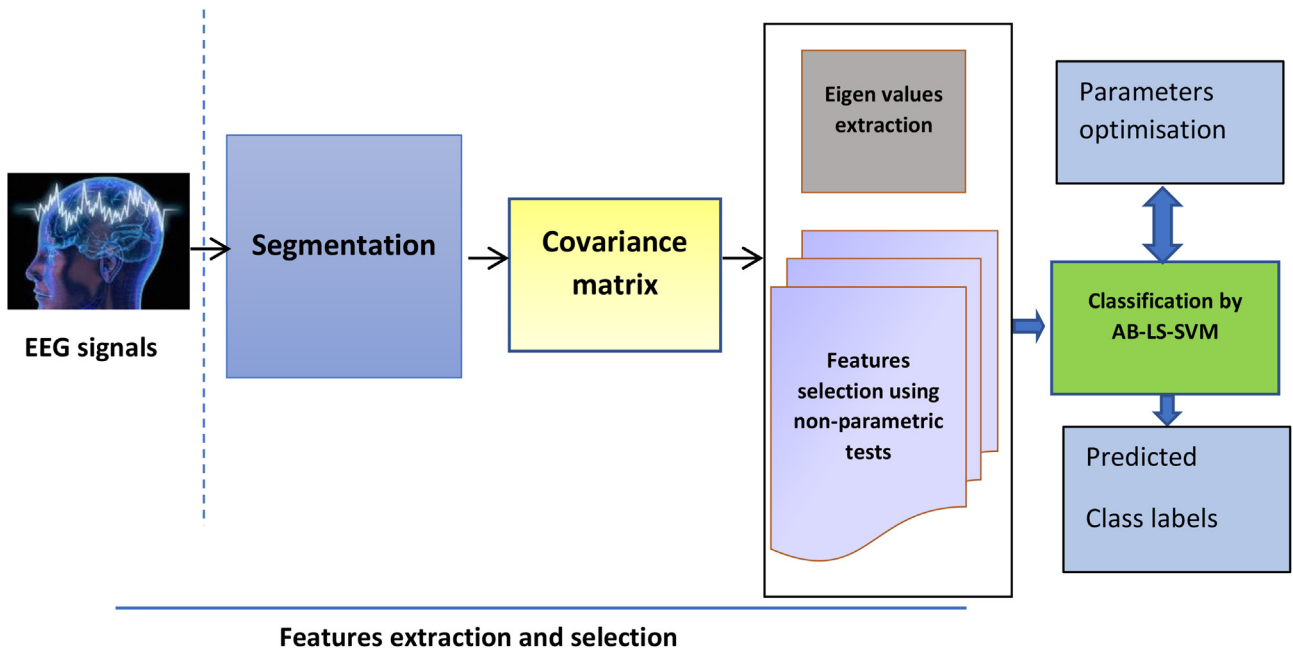 EEG signals
Segmentation
Covariance
matrix
Eigen values
extraction
Features
selection using
non-parametric
tests
Parameters
optimisation
Classification by
AB-LS-SVM
Predicted
Class labels
Features extraction and selection